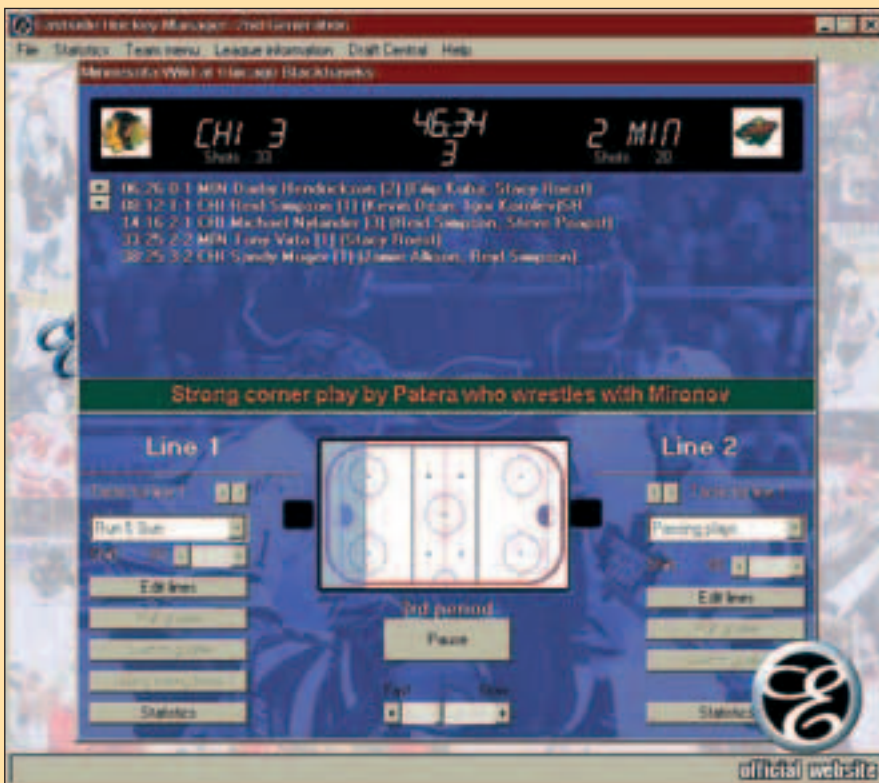 Eastside Hockey Manager: 2nd Generation
File Statistics Team menu League information Draft Central Help
Minnesota Wild at Chicago Blackhawks
CHI 3 46:34 2 MIN
Shots 33 3 Shots 20
06:26 0 1 MIN Darby Hendrickson (2) (Filip Kuba, Stacy Roest)
08:12 1 1 CHI Reid Simpson (1) (Kevin Dean, Igor Korolev)SH
14:16 2 1 CHI Michael Nylander (3) (Reid Simpson, Steve
33:25 2 2 MIN Tony (1) (Stacy Roest)
38:25 3 2 CHI Sandy (1) (Jamie Allison, Reid Simpson)
Strong corner play by Patera who wrestles with Mironov
Line 1 Line 2
Run & Gun Passing plays
Edit lines
3rd period
Edit lines
Pause
Fast Slow
Statistics Statistics
official website